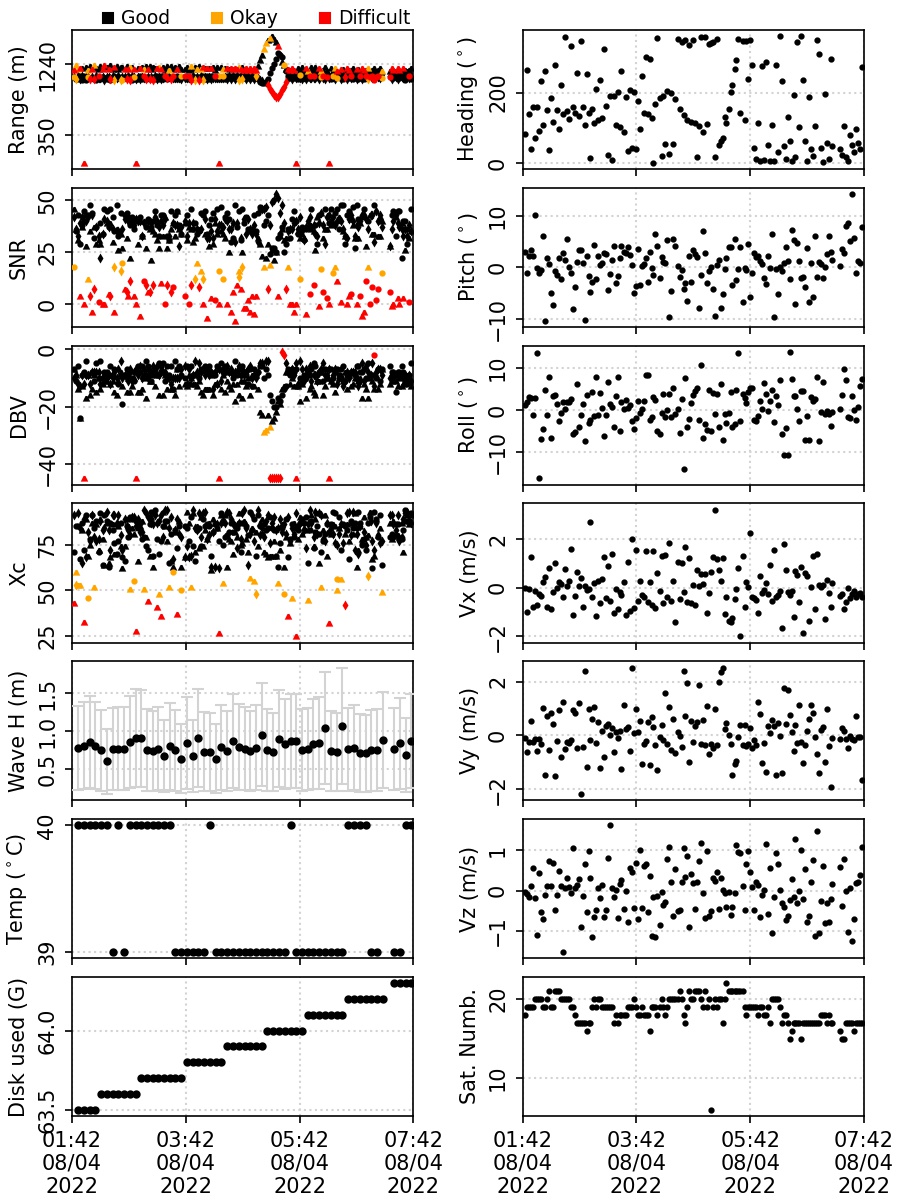 Good Okay Difficult
Range (m)
1240
350
Heading (°)
200
0
SNR
50
25
0
Pitch (°)
10
0
−10
DBV
0
−20
−40
Roll (°)
10
0
−10
Xc
75
50
25
Vx (m/s)
2
0
−2
Wave H (m)
1.5
1.0
0.5
Vy (m/s)
2
0
−2
Temp (°C)
40
39
Vz (m/s)
1
0
−1
Disk used (G)
64.0
63.5
Sat. Numb.
20
10
01:42 03:42 05:42 07:42
08/04 08/04 08/04 08/04
2022 2022 2022 2022
01:42 03:42 05:42 07:42
08/04 08/04 08/04 08/04
2022 2022 2022 2022